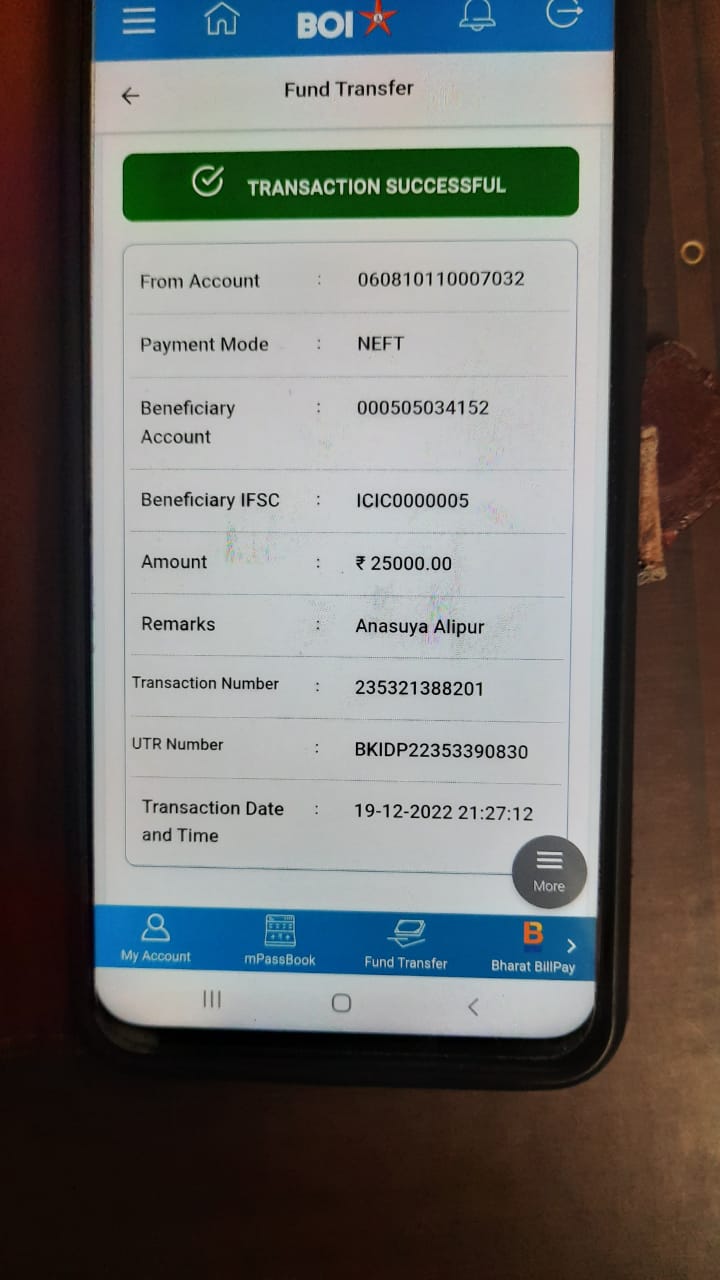 BOI
Fund Transfer
TRANSACTION SUCCESSFUL
From Account : 060810110007032
Payment Mode : NEFT
Beneficiary Account : 000505034152
Beneficiary IFSC : ICIC0000005
Amount : ₹ 25000.00
Remarks : Anasuya Alipur
Transaction Number : 235321388201
UTR Number : BKIDP22353390830
Transaction Date and Time : 19-12-2022 21:27:12
More
My Account mPassBook Fund Transfer B Bharat BillPay